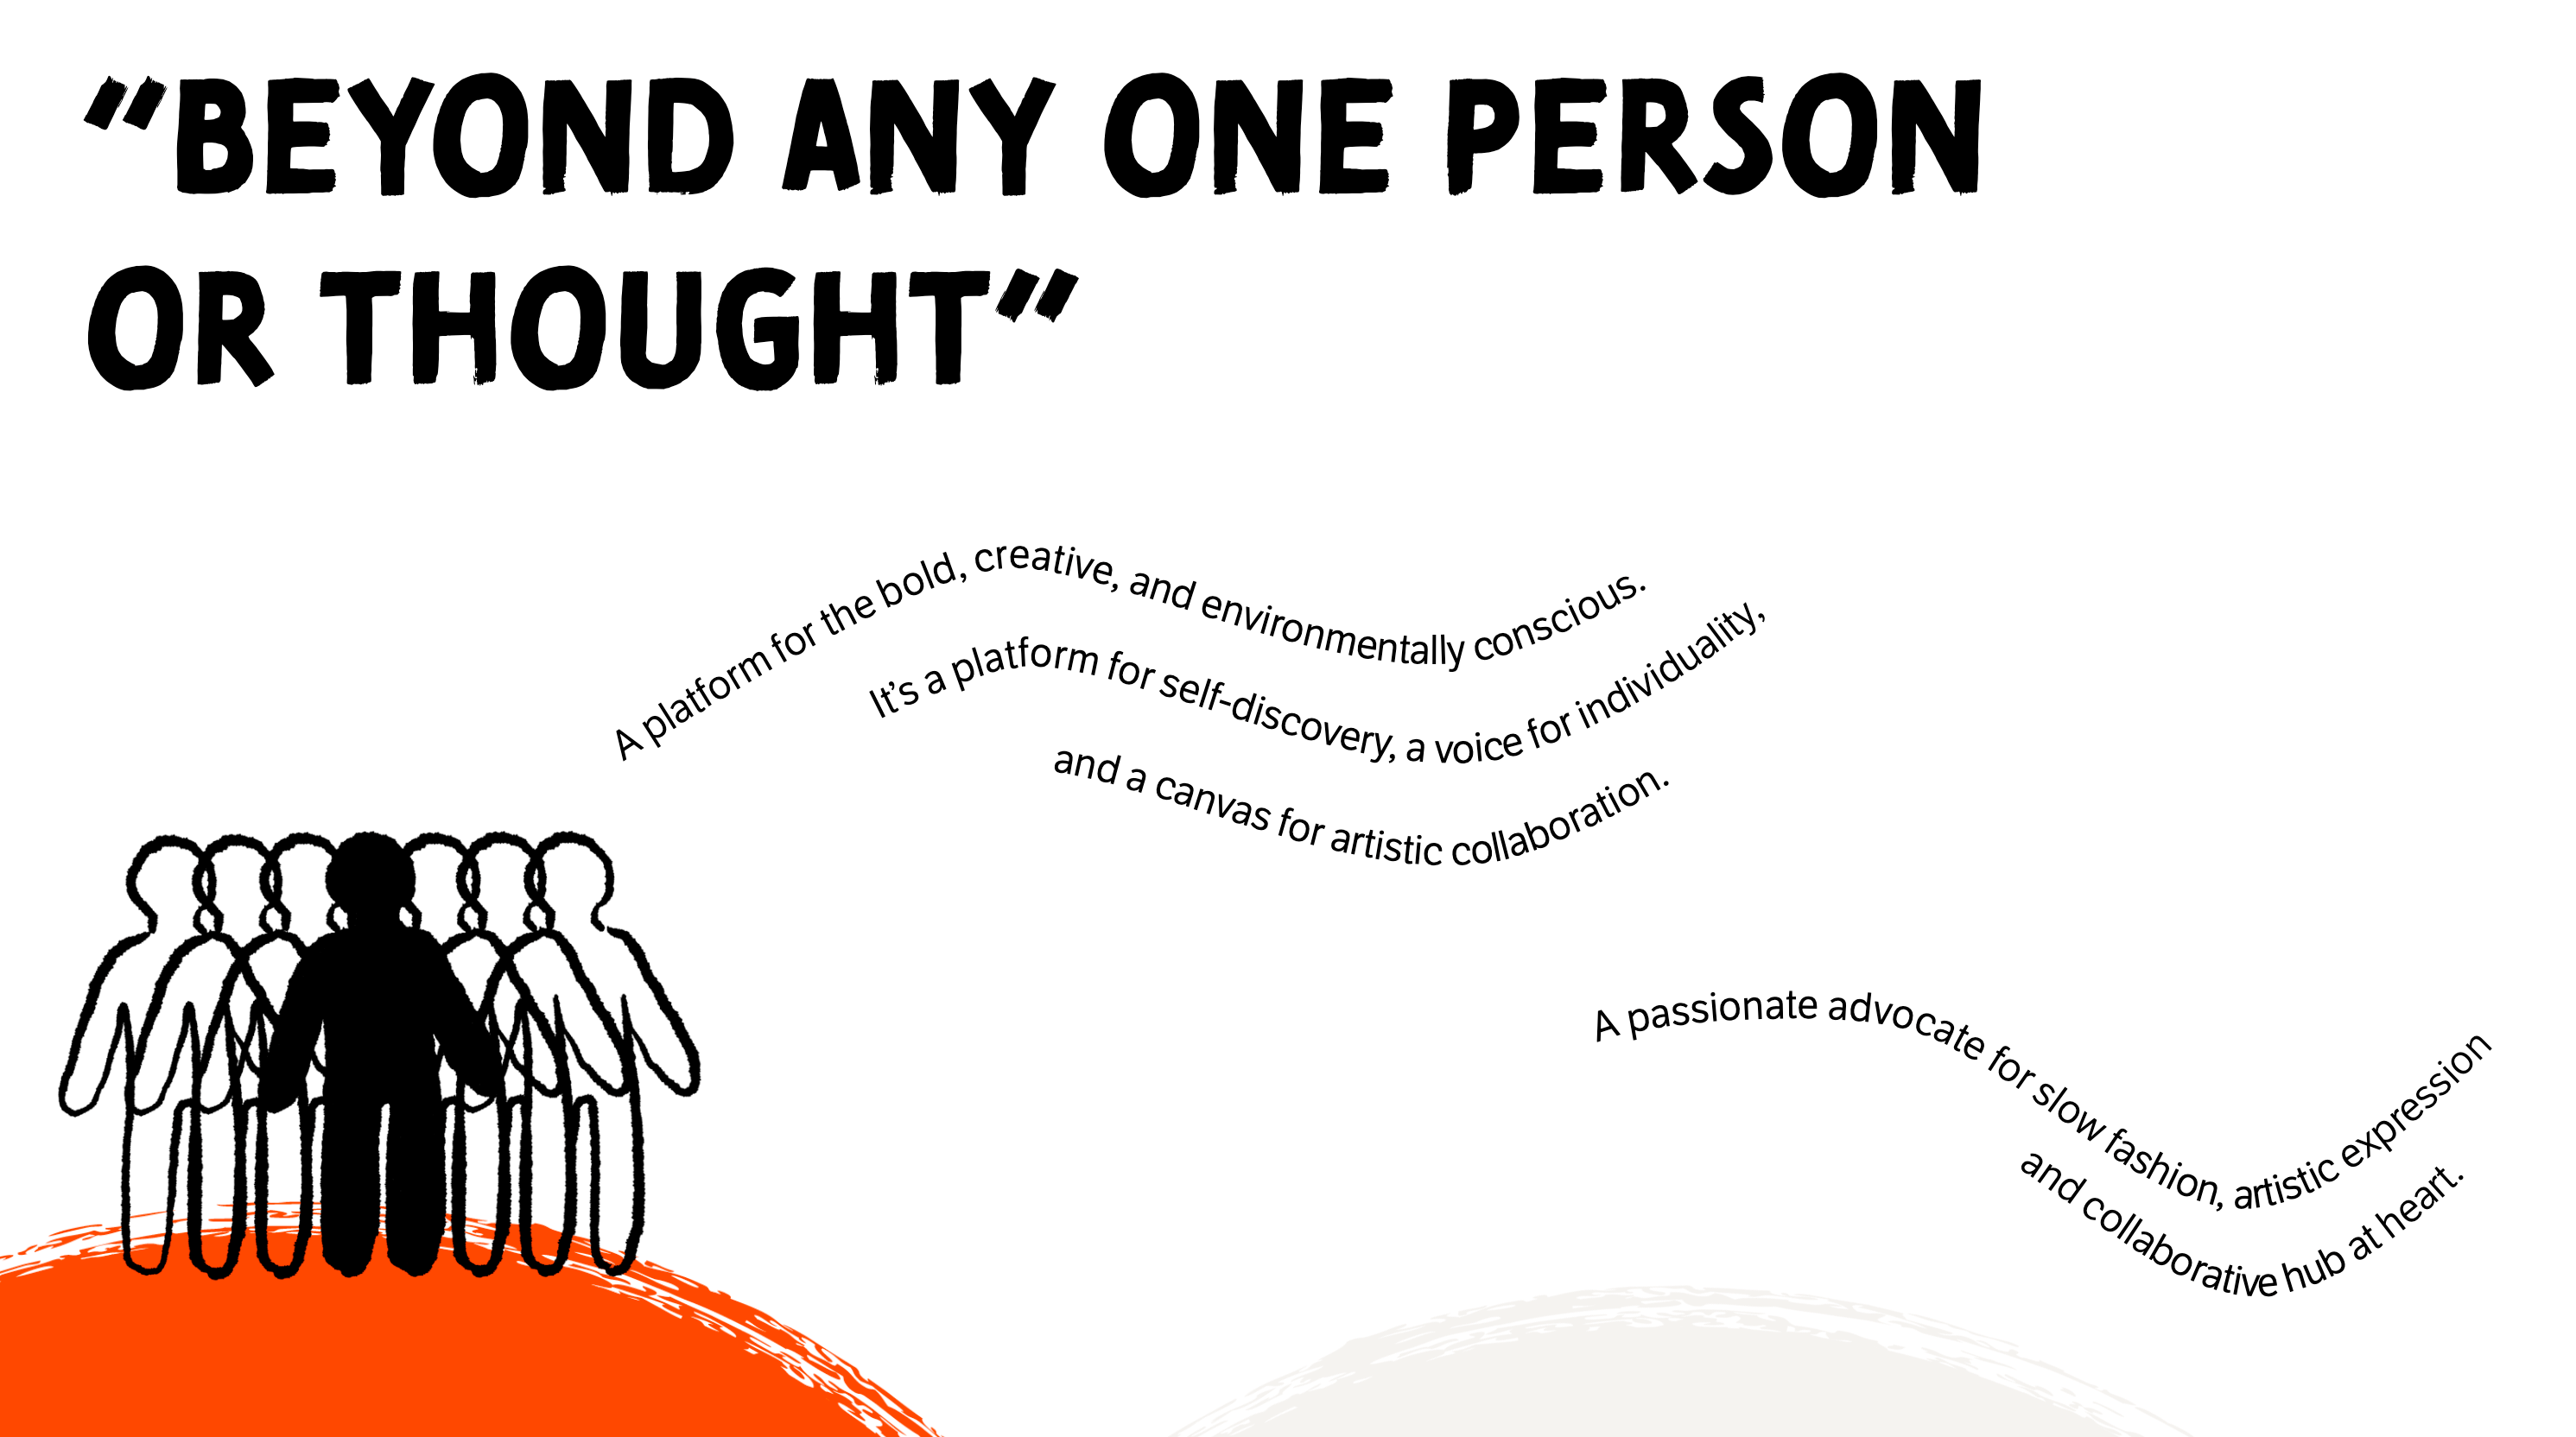 "BEYOND ANY ONE PERSON
OR THOUGHT"
A platform for the bold, creative, and environmentally conscious.
It’s a platform for self-discovery, a voice for individuality,
and a canvas for artistic collaboration.
A passionate advocate for slow fashion, artistic expression
and collaborative hub at heart.